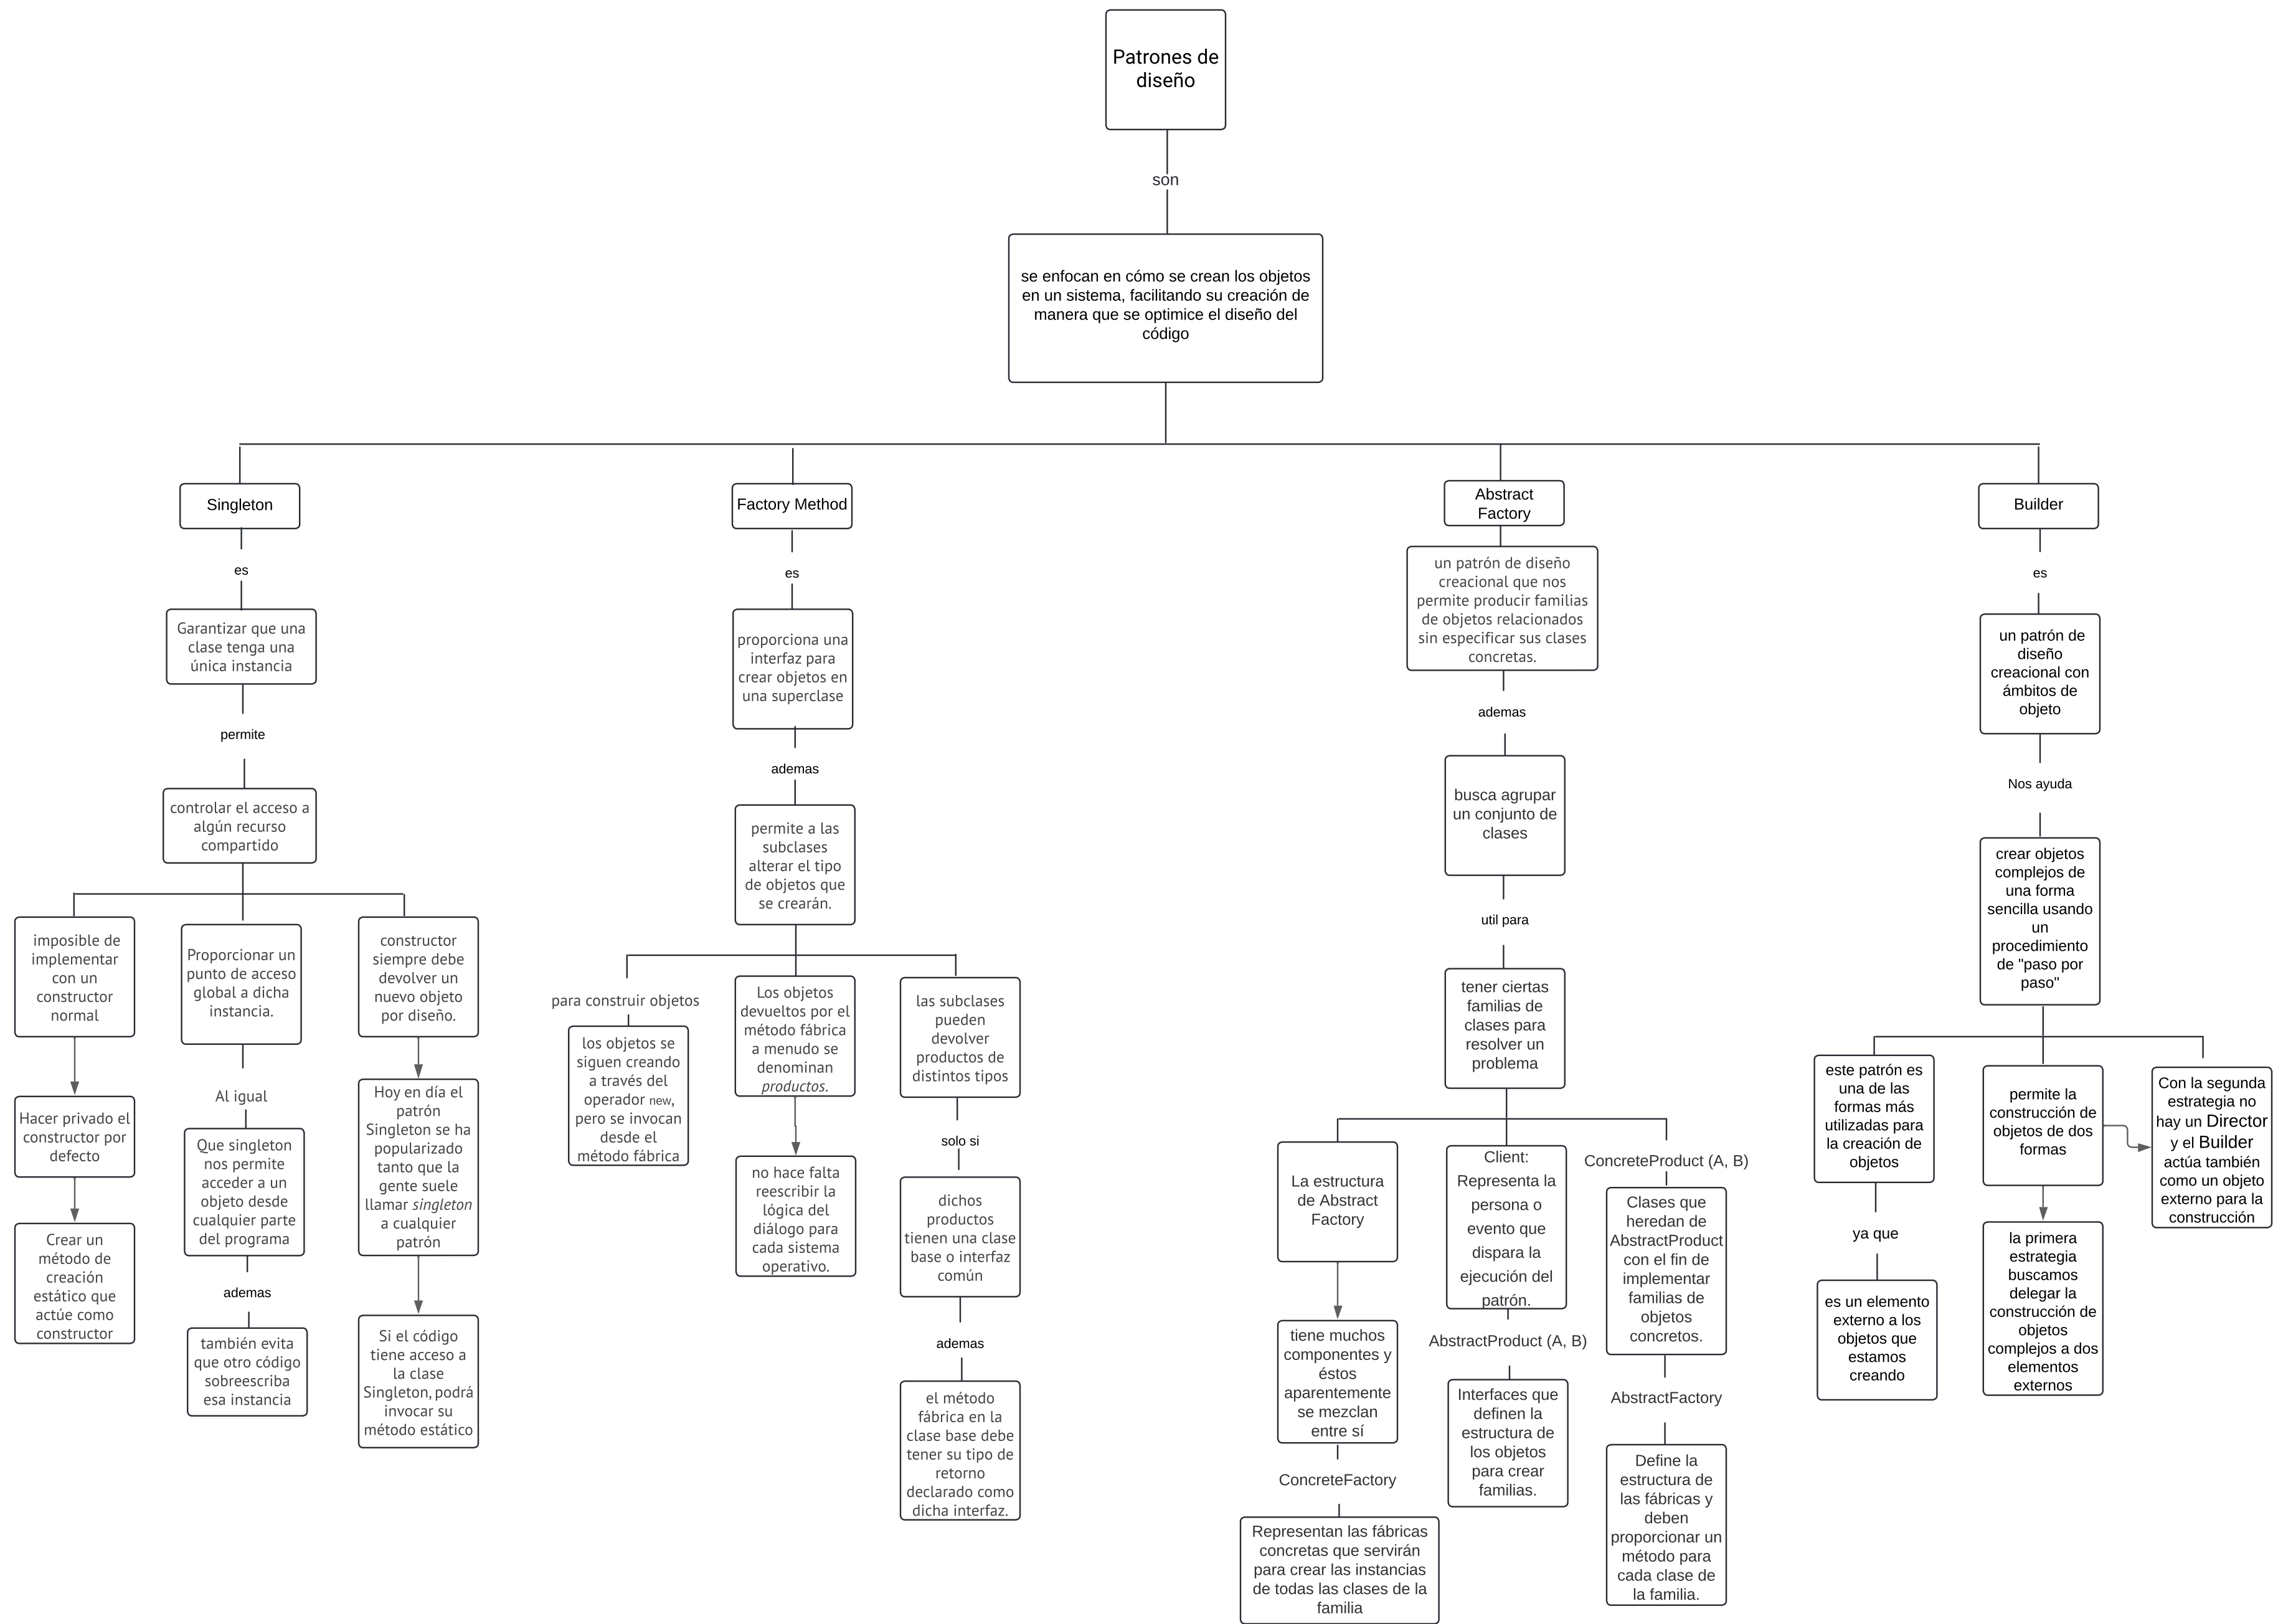 Patrones de
diseño
son
se enfocan en cómo se crean los objetos
en un sistema, facilitando su creación de
manera que se optimice el diseño del
código
Singleton
es
Garantizar que una
clase tenga una
única instancia
permite
controlar el acceso a
algún recurso
compartido
imposible de
implementar
con un
constructor
normal
Hacer privado el
constructor por
defecto
Crear un
método de
creación
estático que
actúe como
constructor
Proporcionar un
punto de acceso
global a dicha
instancia.
Al igual
Que singleton
nos permite
acceder a un
objeto desde
cualquier parte
del programa
ademas
también evita
que otro código
sobreescriba
esa instancia
constructor
siempre debe
devolver un
nuevo objeto
por diseño.
Hoy en día el
patrón
Singleton se ha
popularizado
tanto que la
gente suele
llamar singleton
a cualquier
patrón
Si el código
tiene acceso a
la clase
Singleton, podrá
invocar su
método estático
Factory Method
es
proporciona una
interfaz para
crear objetos en
una superclase
ademas
permite a las
subclases
alterar el tipo
de objetos que
se crearán.
para construir objetos
los objetos se
siguen creando
a través del
operador new,
pero se invocan
desde el
método fábrica
Los objetos
devueltos por el
método fábrica
a menudo se
denominan
productos.
no hace falta
reescribir la
lógica del
diálogo para
cada sistema
operativo.
las subclases
pueden
devolver
productos de
distintos tipos
solo si
dichos
productos
tienen una clase
base o interfaz
común
ademas
el método
fábrica en la
clase base debe
tener su tipo de
retorno
declarado como
dicha interfaz.
Abstract
Factory
un patrón de diseño
creacional que nos
permite producir familias
de objetos relacionados
sin especificar sus clases
concretas.
ademas
busca agrupar
un conjunto de
clases
util para
tener ciertas
familias de
clases para
resolver un
problema
La estructura
de Abstract
Factory
tiene muchos
componentes y
éstos
aparentemente
se mezclan
entre sí
ConcreteFactory
Representan las fábricas
concretas que servirán
para crear las instancias
de todas las clases de la
familia
Client:
Representa la
persona o
evento que
dispara la
ejecución del
patrón.
AbstractProduct (A, B)
Interfaces que
definen la
estructura de
los objetos
para crear
familias.
ConcreteProduct (A, B)
Clases que
heredan de
AbstractProduct
con el fin de
implementar
familias de
objetos
concretos.
AbstractFactory
Define la
estructura de
las fábricas y
deben
proporcionar un
método para
cada clase de
la familia.
Builder
es
un patrón de
diseño
creacional con
ámbitos de
objeto
Nos ayuda
crear objetos
complejos de
una forma
sencilla usando
un
procedimiento
de "paso por
paso"
este patrón es
una de las
formas más
utilizadas para
la creación de
objetos
ya que
es un elemento
externo a los
objetos que
estamos
creando
permite la
construcción de
objetos de dos
formas
la primera
estrategia
buscamos
delegar la
construcción de
objetos
complejos a dos
elementos
externos
Con la segunda
estrategia no
hay un Director
y el Builder
actúa también
como un objeto
externo para la
construcción